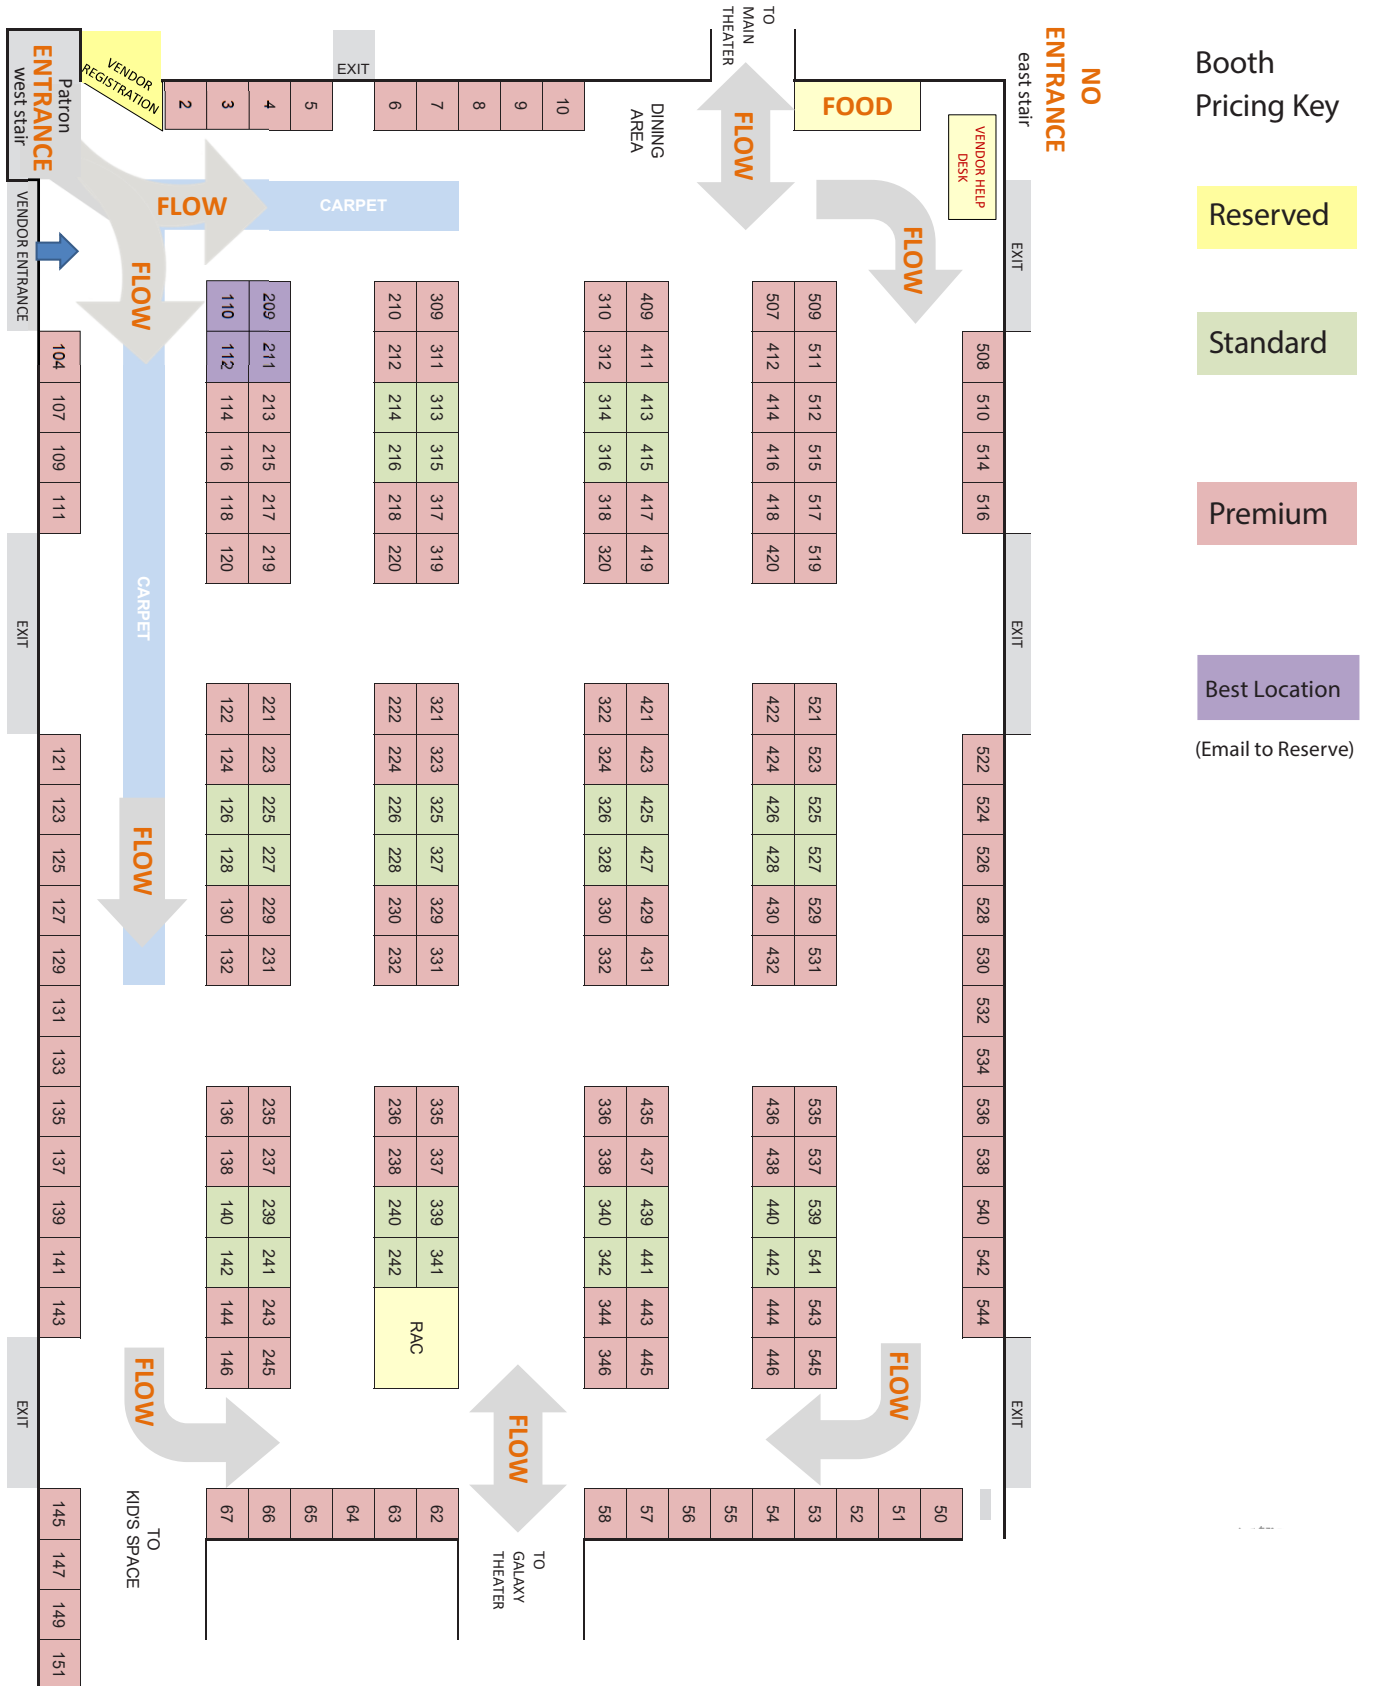 TO
MAIN
THEATER
NO
ENTRANCE
east stair
Booth
Pricing Key
Reserved
Standard
Premium
Best Location
(Email to Reserve)
Patron
ENTRANCE
west stair
VENDOR
REGISTRATION
EXIT
2
3
4
5
6
7
8
9
10
DINING
AREA
FLOW
FOOD
VENDOR HELP
DESK
VENDOR ENTRANCE
FLOW
CARPET
FLOW
FLOW
EXIT
110 209
210 309
310 409
507 509
104
112 211
212 311
312 411
412 511
508
107
114 213
214 313
314 413
414 512
510
109
116 215
216 315
316 415
416 515
514
111
118 217
218 317
318 417
418 517
516
120 219
220 319
320 419
420 519
EXIT
CARPET
EXIT
122 221
222 321
322 421
422 521
121
124 223
224 323
324 423
424 523
522
123
126 225
226 325
326 425
426 525
524
125
FLOW
128 227
228 327
328 427
428 527
526
127
130 229
230 329
330 429
430 529
528
129
132 231
232 331
332 431
432 531
530
131
532
133
534
135
136 235
236 335
336 435
436 535
536
137
138 237
238 337
338 437
438 537
538
139
140 239
240 339
340 439
440 539
540
141
142 241
242 341
342 441
442 541
542
143
144 243
RAC
344 443
444 543
544
146 245
346 445
446 545
EXIT
FLOW
FLOW
FLOW
EXIT
145
67
66
65
64
63
62
58
57
56
55
54
53
52
51
50
147
149
151
TO
KID'S SPACE
TO
GALAXY
THEATER